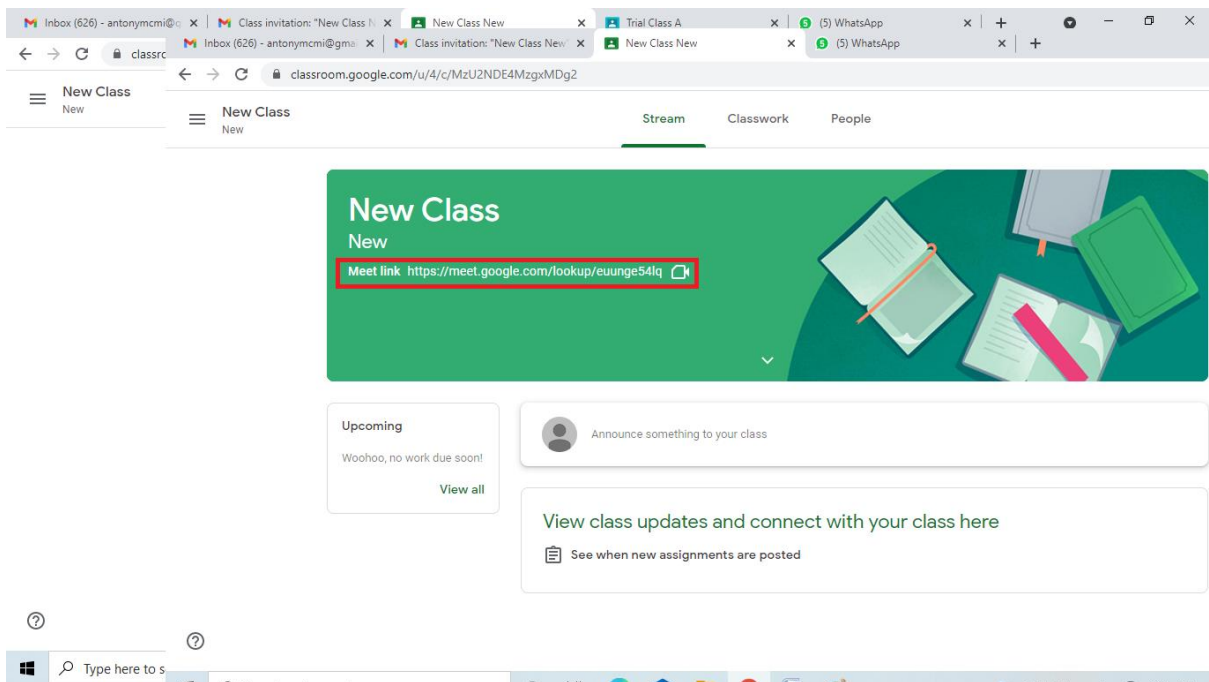 Inbox (626) - antonymcmi@ Class invitation: "New Class N New Class New Trial Class A (5) WhatsApp
Inbox (626) - antonymcmi@gma Class invitation: "New Class New" New Class New (5) WhatsApp
classro
classroom.google.com/u/4/c/MzU2NDE4MzgxMDg2
New Class
New
New Class
New
Stream Classwork People
New Class
New
Meet link https://meet.google.com/lookup/euunge54lq
Upcoming
Woohoo, no work due soon!
View all
Announce something to your class
View class updates and connect with your class here
See when new assignments are posted
Type here to s